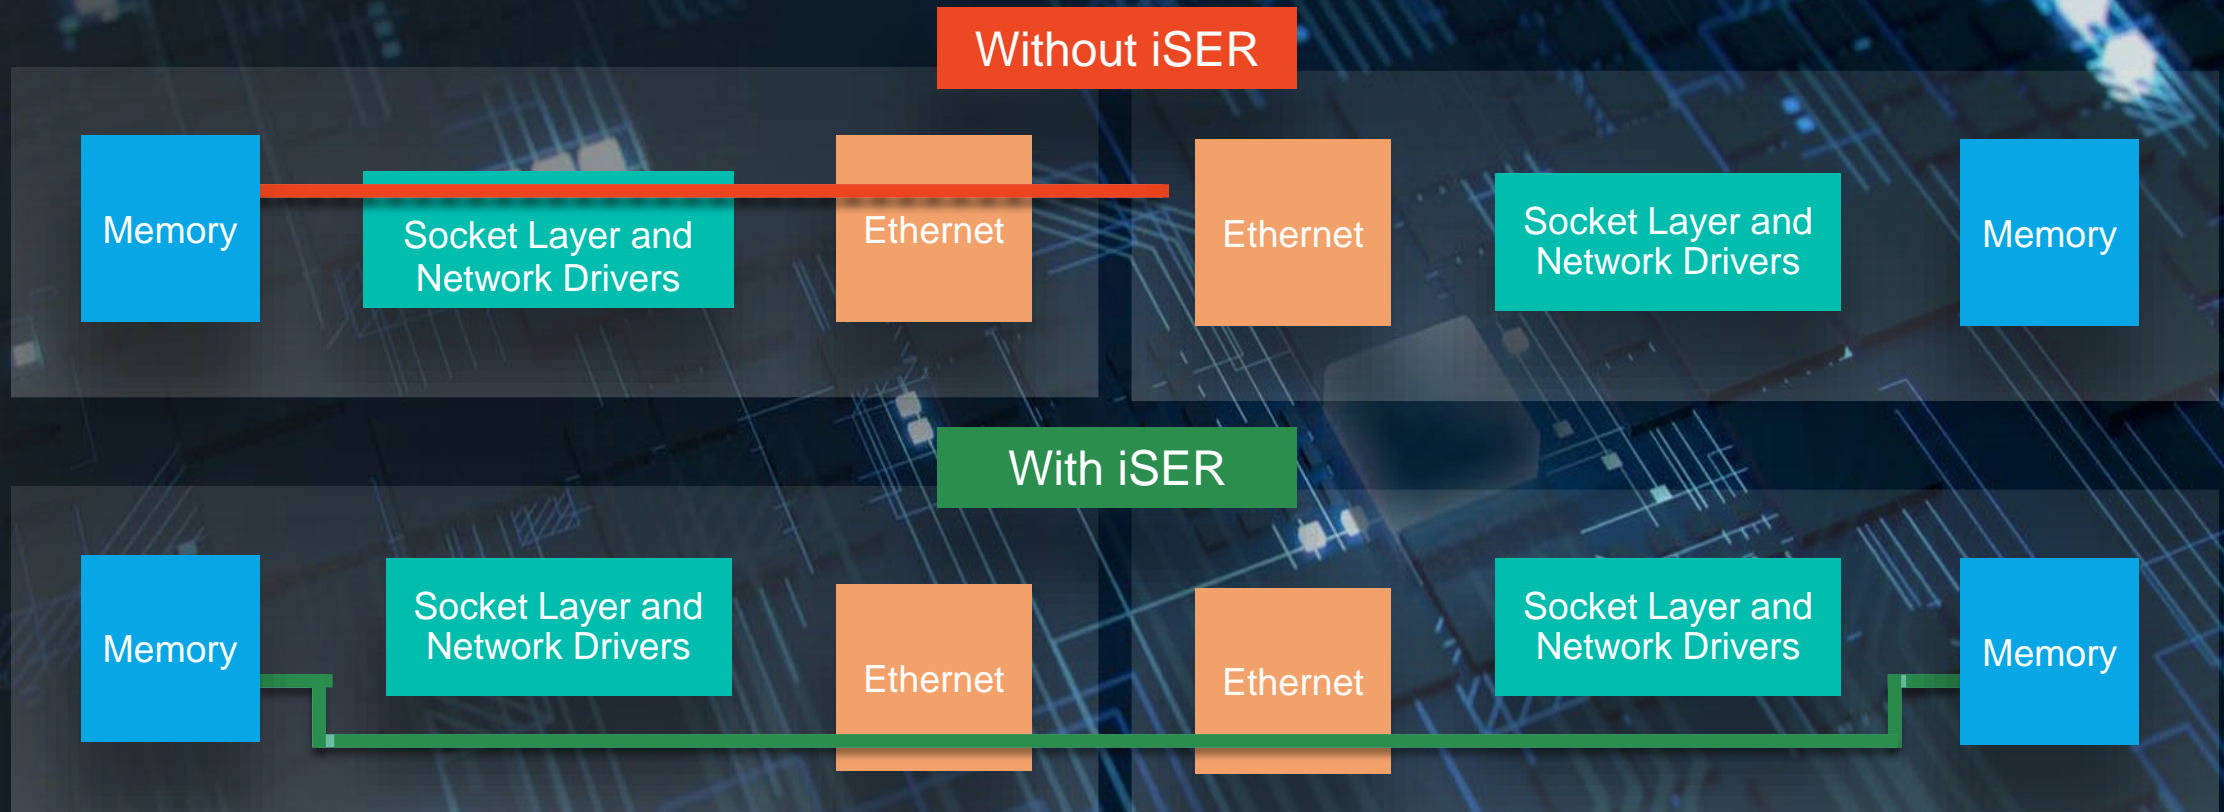 Without iSER
Memory
Socket Layer and
Network Drivers
Ethernet
Ethernet
Socket Layer and
Network Drivers
Memory
With iSER
Memory
Socket Layer and
Network Drivers
Ethernet
Ethernet
Socket Layer and
Network Drivers
Memory